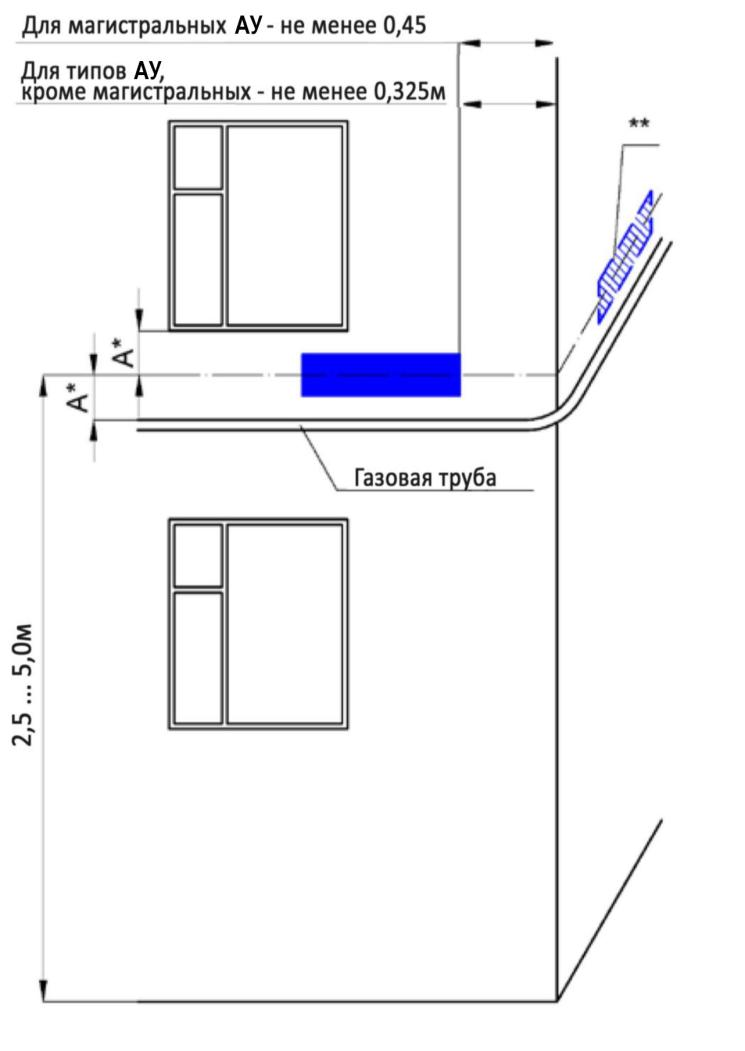 Для магистральных АУ - не менее 0,45
Для типов АУ,
кроме магистральных - не менее 0,325м
**
А*
А*
Газовая труба
2,5 ... 5,0м